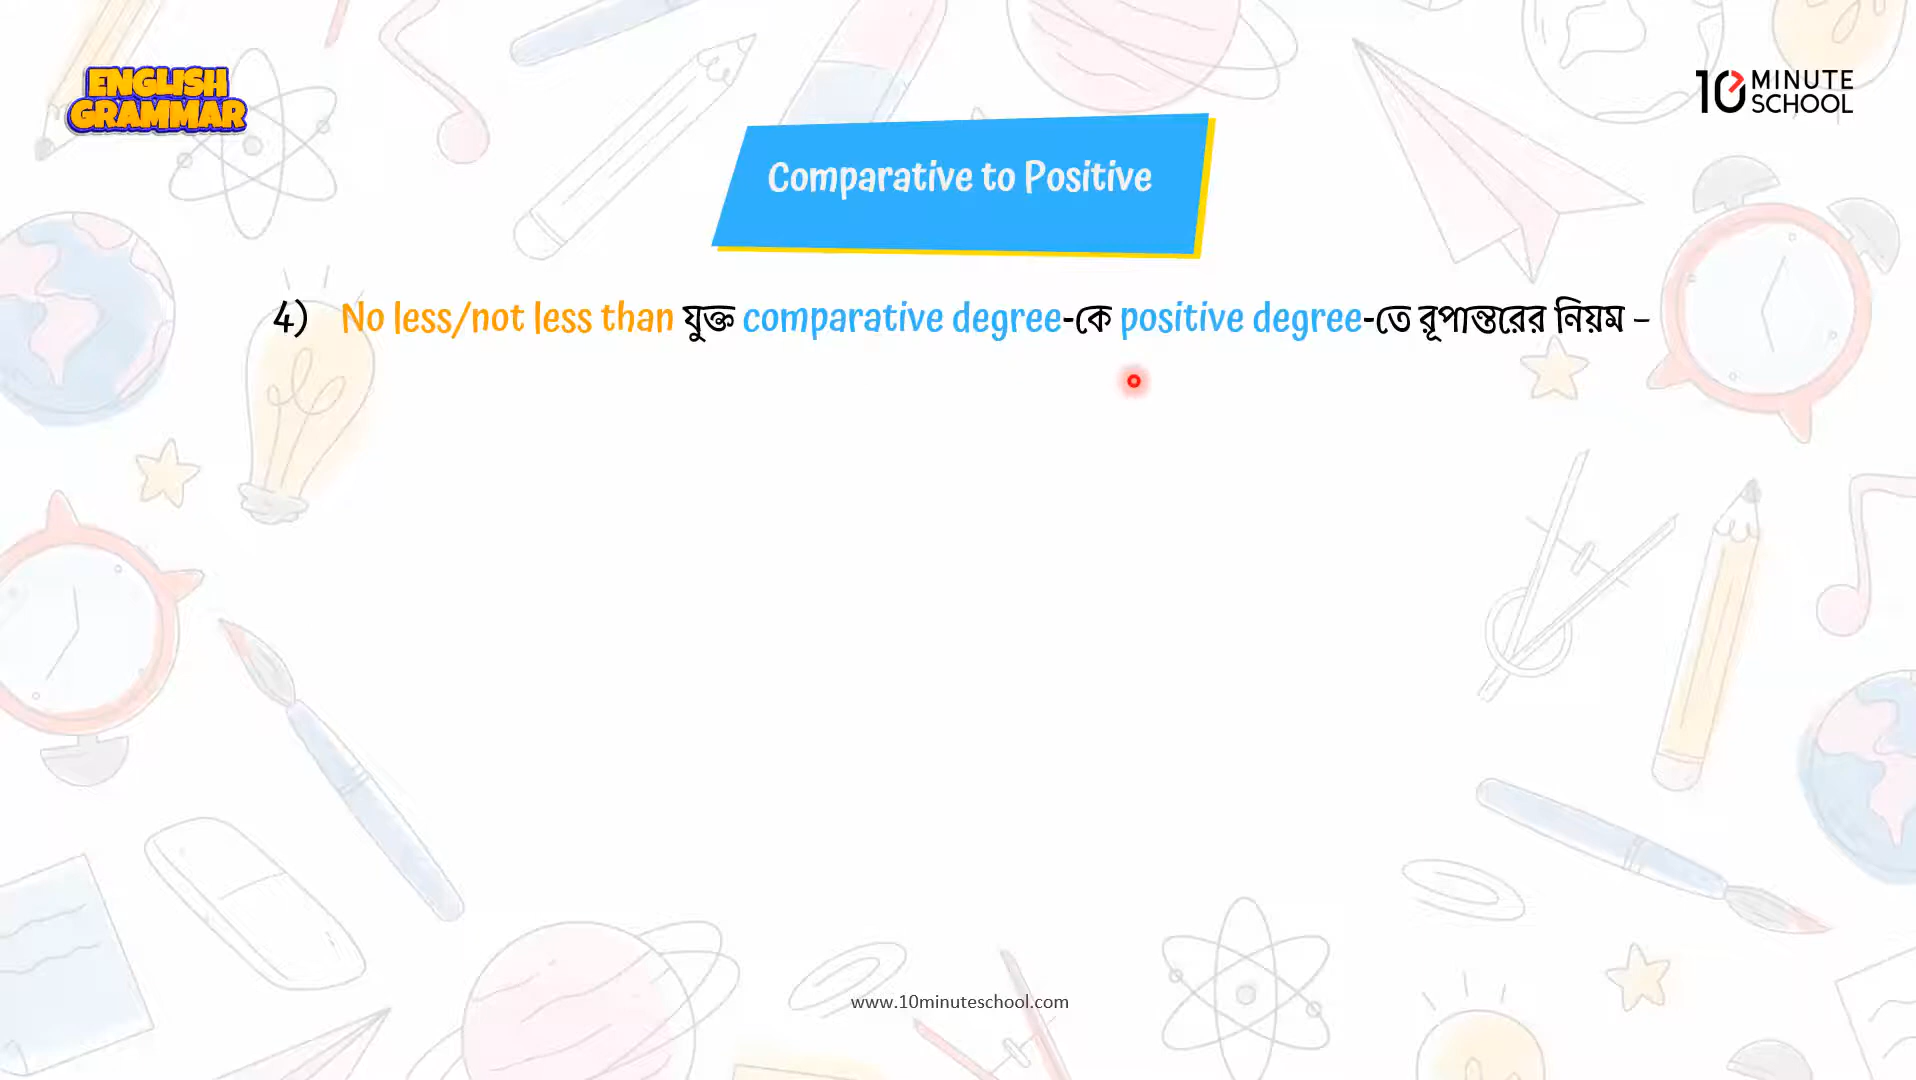 ENGLISH
GRAMMAR
10 MINUTE
SCHOOL
Comparative to Positive
4) No less/not less than যুক্ত comparative degree-কে positive degree-তে রূপান্তরের নিয়ম –
www.10minuteschool.com